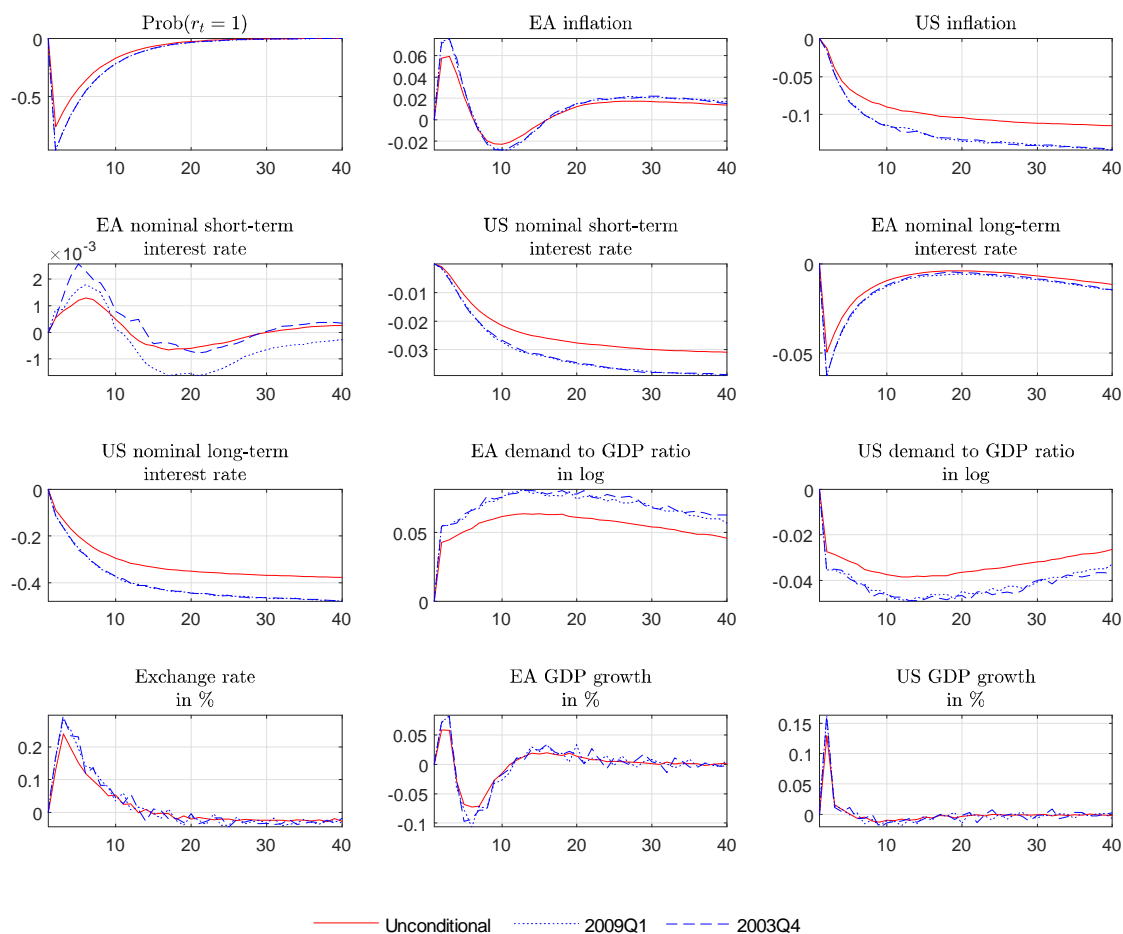 Prob(r_t = 1)
EA inflation
US inflation
0
-0.5
10 20 30 40
0.06
0.04
0.02
0
-0.02
10 20 30 40
0
-0.05
-0.1
10 20 30 40
EA nominal short-term
interest rate
US nominal short-term
interest rate
EA nominal long-term
interest rate
×10⁻³
2
1
0
-1
10 20 30 40
0
-0.01
-0.02
-0.03
10 20 30 40
0
-0.05
10 20 30 40
US nominal long-term
interest rate
EA demand to GDP ratio
in log
US demand to GDP ratio
in log
0
-0.2
-0.4
10 20 30 40
0.05
0
10 20 30 40
0
-0.02
-0.04
10 20 30 40
Exchange rate
in %
EA GDP growth
in %
US GDP growth
in %
0.2
0.1
0
10 20 30 40
0.05
0
-0.05
-0.1
10 20 30 40
0.15
0.1
0.05
0
10 20 30 40
Unconditional 2009Q1 2003Q4